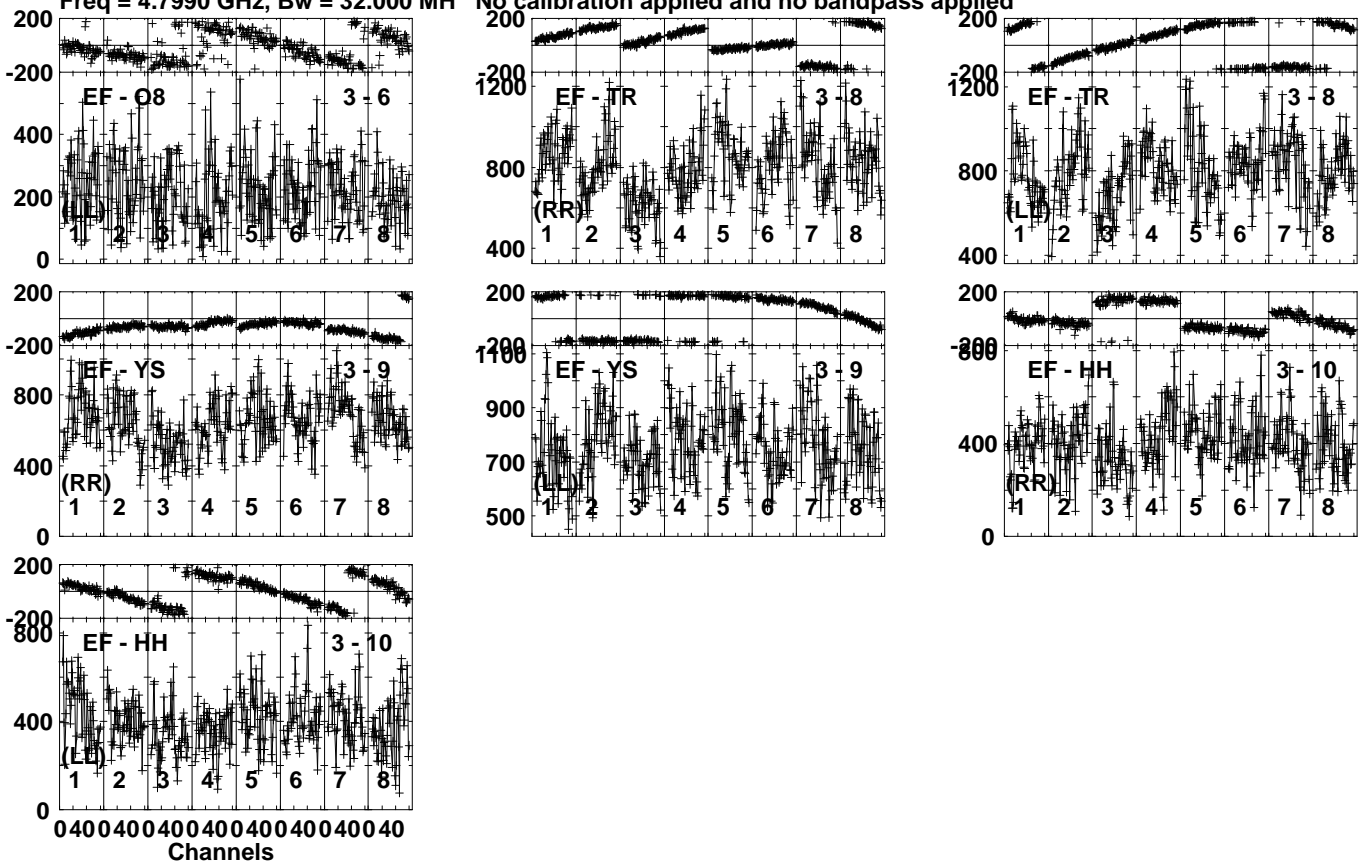 Freq = 4.7990 GHz, Bw = 32.000 MH No calibration applied and no bandpass applied
200
-200
EF - O8 3 - 6
400
200
0
(LL)
1 2 3 4 5 6 7 8
200
-200
1200
EF - TR 3 - 8
800
400
(RR)
1 2 3 4 5 6 7 8
200
-200
1200
EF - TR 3 - 8
800
400
(LL)
1 2 3 4 5 6 7 8
200
-200
EF - YS 3 - 9
800
400
0
(RR)
1 2 3 4 5 6 7 8
200
-200
1100
EF - YS 3 - 9
900
700
500
(LL)
1 2 3 4 5 6 7 8
200
-200
800
EF - HH 3 - 10
400
0
(RR)
1 2 3 4 5 6 7 8
200
-200
800
EF - HH 3 - 10
400
0
(LL)
1 2 3 4 5 6 7 8
0 40 0 40 0 40 0 40 0 40 0 40 0 40 0 40
Channels